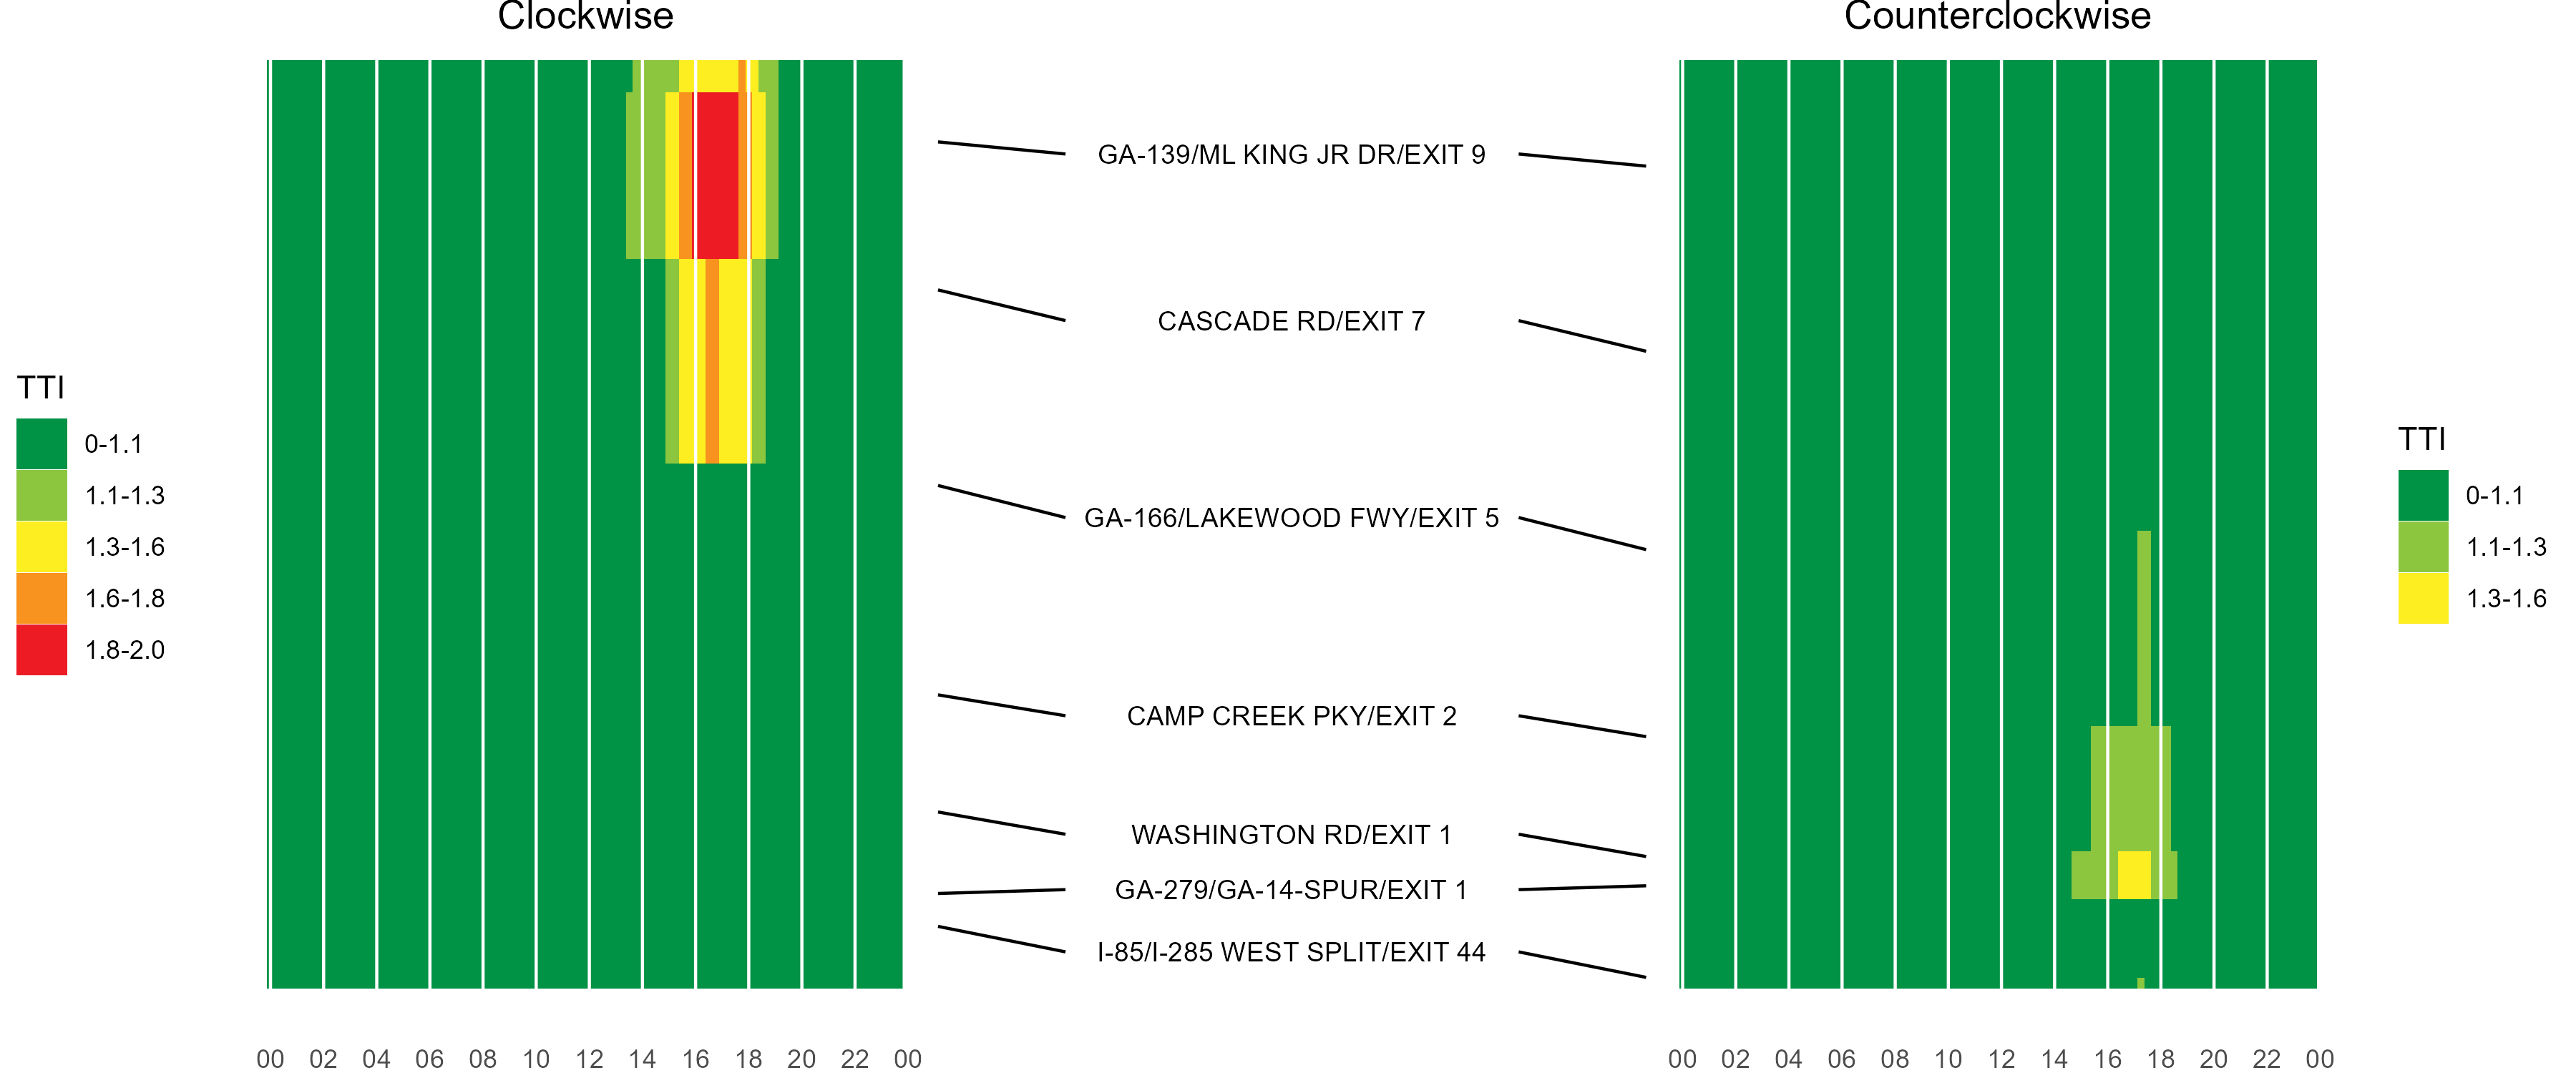 Clockwise
Counterclockwise
TTI
0-1.1
1.1-1.3
1.3-1.6
1.6-1.8
1.8-2.0
GA-139/ML KING JR DR/EXIT 9
CASCADE RD/EXIT 7
GA-166/LAKEWOOD FWY/EXIT 5
CAMP CREEK PKY/EXIT 2
WASHINGTON RD/EXIT 1
GA-279/GA-14-SPUR/EXIT 1
I-85/I-285 WEST SPLIT/EXIT 44
TTI
0-1.1
1.1-1.3
1.3-1.6
00 02 04 06 08 10 12 14 16 18 20 22 00
00 02 04 06 08 10 12 14 16 18 20 22 00